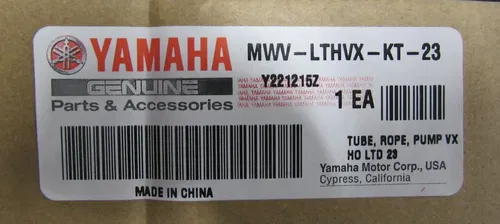 YAMAHA
MWV-LTHVX-KT-23
GENUINE
Y221215Z
Parts & Accessories
1 EA
TUBE, ROPE, PUMP VX
HO LTD 23
Yamaha Motor Corp., USA
Cypress, California
MADE IN CHINA